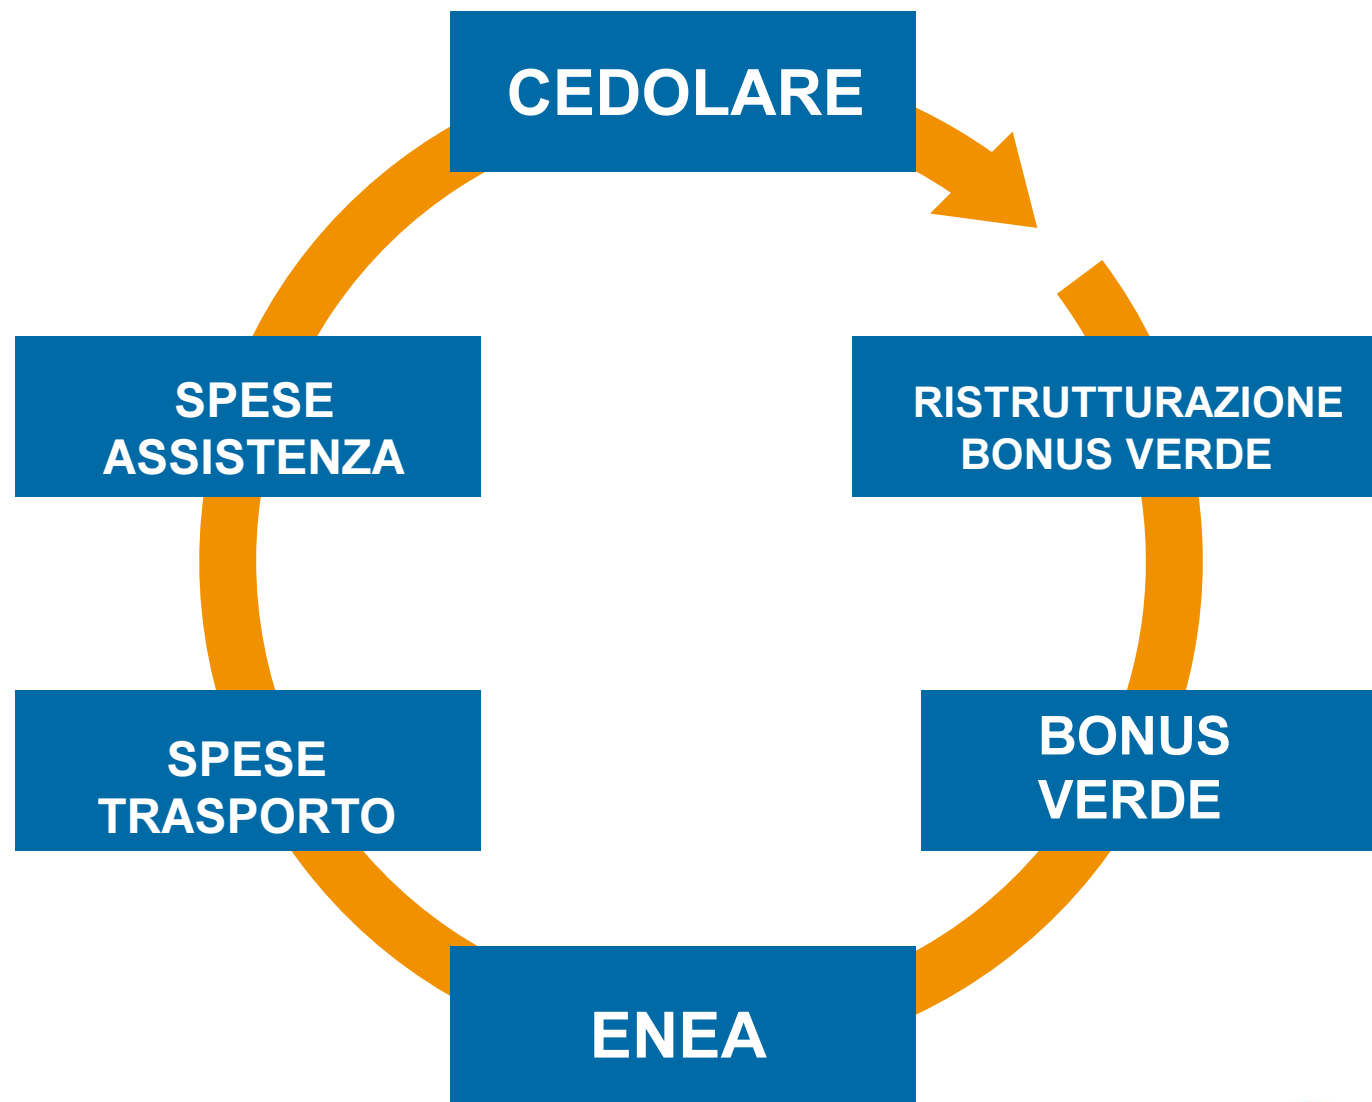 CEDOLARE
RISTRUTTURAZIONE
BONUS VERDE
BONUS
VERDE
ENEA
SPESE
TRASPORTO
SPESE
ASSISTENZA